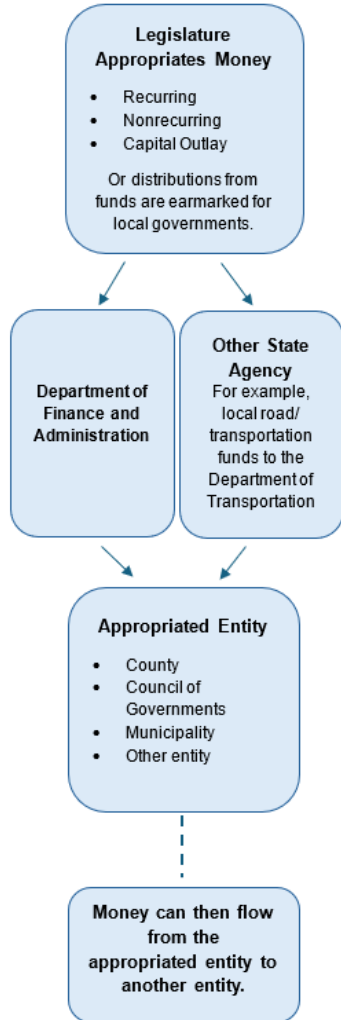 Legislature
Appropriates Money
• Recurring
• Nonrecurring
• Capital Outlay
Or distributions from
funds are earmarked for
local governments.
Department of
Finance and
Administration
Other State
Agency
For example,
local road/
transportation
funds to the
Department of
Transportation
Appropriated Entity
• County
• Council of
Governments
• Municipality
• Other entity
Money can then flow
from the
appropriated entity to
another entity.